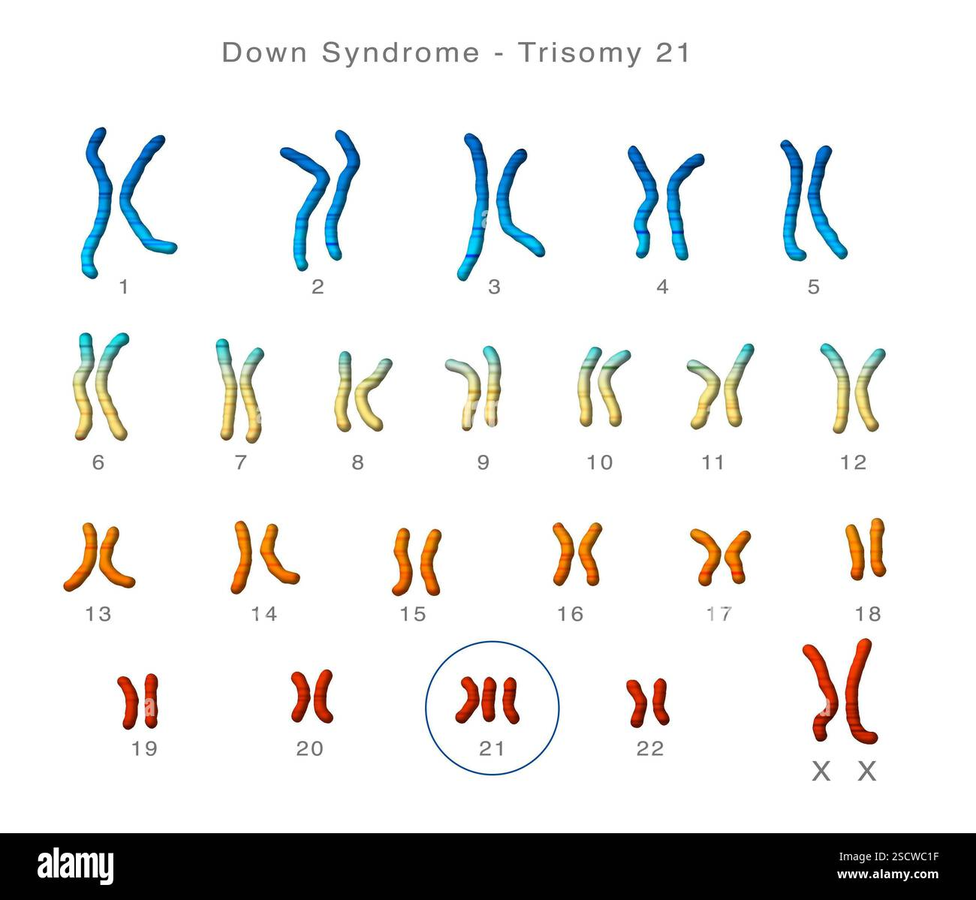 Down Syndrome - Trisomy 21
1 2 3 4 5
6 7 8 9 10 11 12
13 14 15 16 17 18
19 20 21 22
X X
a
a
a
a
alamy
alamy
Image ID: 2SCWC1F
www.alamy.com